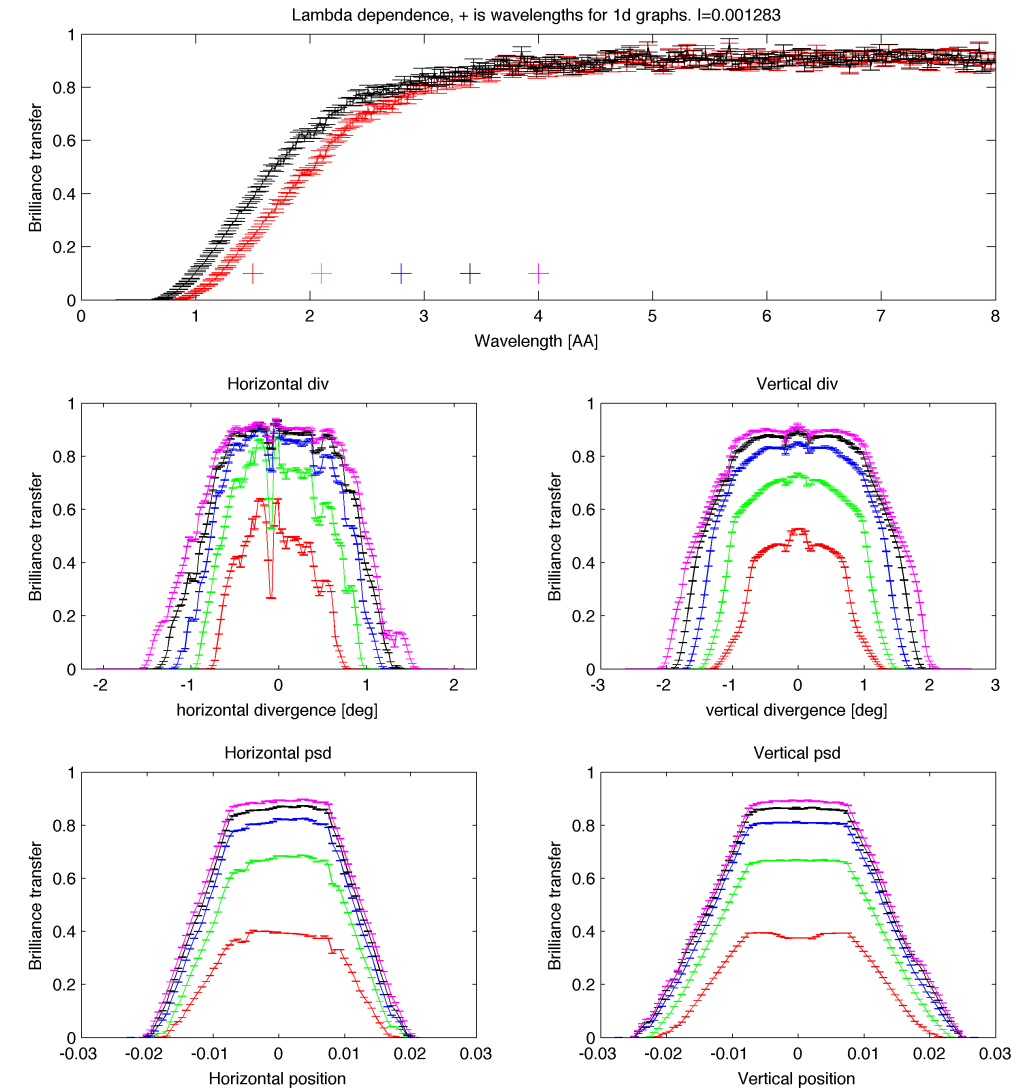 Lambda dependence, + is wavelengths for 1d graphs. I=0.001283
1
0.8
0.6
0.4
0.2
0
Brilliance transfer
0 1 2 3 4 5 6 7 8
Wavelength [AA]
Horizontal div
1
0.8
0.6
0.4
0.2
0
Brilliance transfer
-2 -1 0 1 2
horizontal divergence [deg]
Vertical div
1
0.8
0.6
0.4
0.2
0
Brilliance transfer
-3 -2 -1 0 1 2 3
vertical divergence [deg]
Horizontal psd
1
0.8
0.6
0.4
0.2
0
Brilliance transfer
-0.03 -0.02 -0.01 0 0.01 0.02 0.03
Horizontal position
Vertical psd
1
0.8
0.6
0.4
0.2
0
Brilliance transfer
-0.03 -0.02 -0.01 0 0.01 0.02 0.03
Vertical position